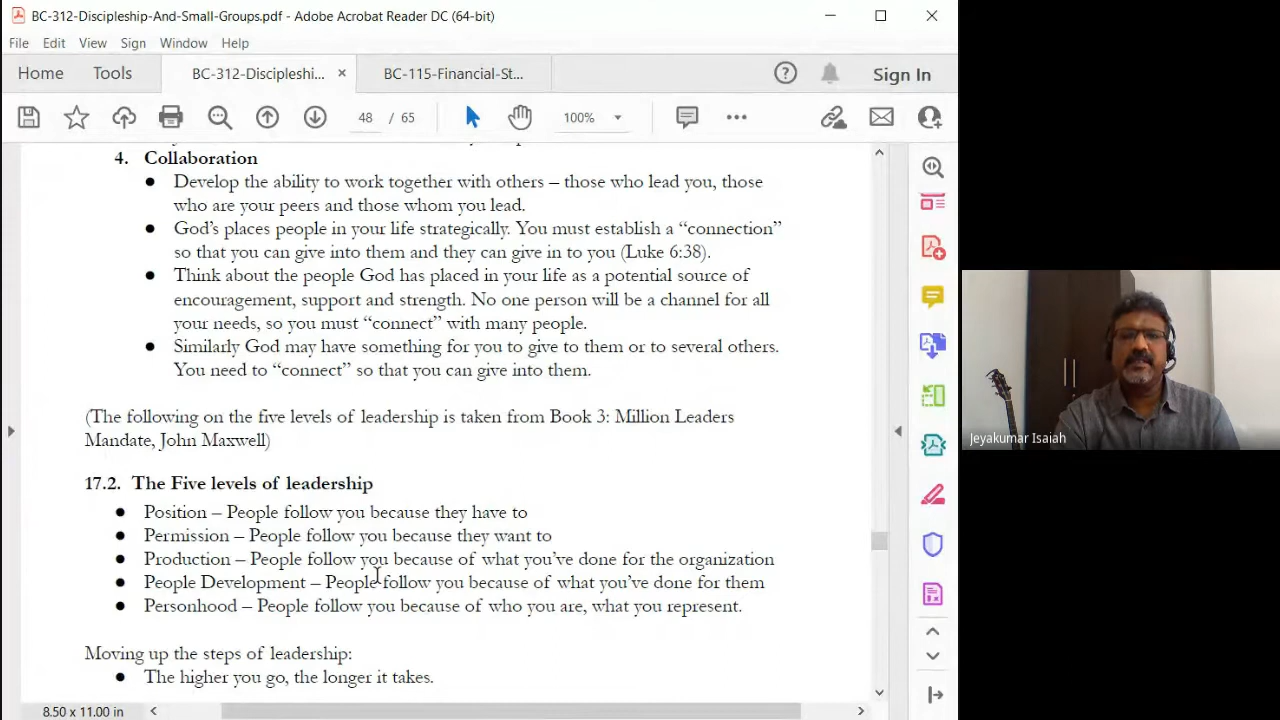 BC-312-Discipleship-And-Small-Groups.pdf - Adobe Acrobat Reader DC (64-bit)
File Edit View Sign Window Help
Home Tools BC-312-Discipleshi... × BC-115-Financial-St... Sign In
48 / 65 100%
4. Collaboration
● Develop the ability to work together with others – those who lead you, those
who are your peers and those whom you lead.
● God's places people in your life strategically. You must establish a “connection”
so that you can give into them and they can give in to you (Luke 6:38).
● Think about the people God has placed in your life as a potential source of
encouragement, support and strength. No one person will be a channel for all
your needs, so you must “connect” with many people.
● Similarly God may have something for you to give to them or to several others.
You need to “connect” so that you can give into them.
(The following on the five levels of leadership is taken from Book 3: Million Leaders
Mandate, John Maxwell)
17.2. The Five levels of leadership
● Position – People follow you because they have to
● Permission – People follow you because they want to
● Production – People follow you because of what you've done for the organization
● People Development – People follow you because of what you've done for them
● Personhood – People follow you because of who you are, what you represent.
Moving up the steps of leadership:
● The higher you go, the longer it takes.
8.50 x 11.00 in
Jeyakumar Isaiah